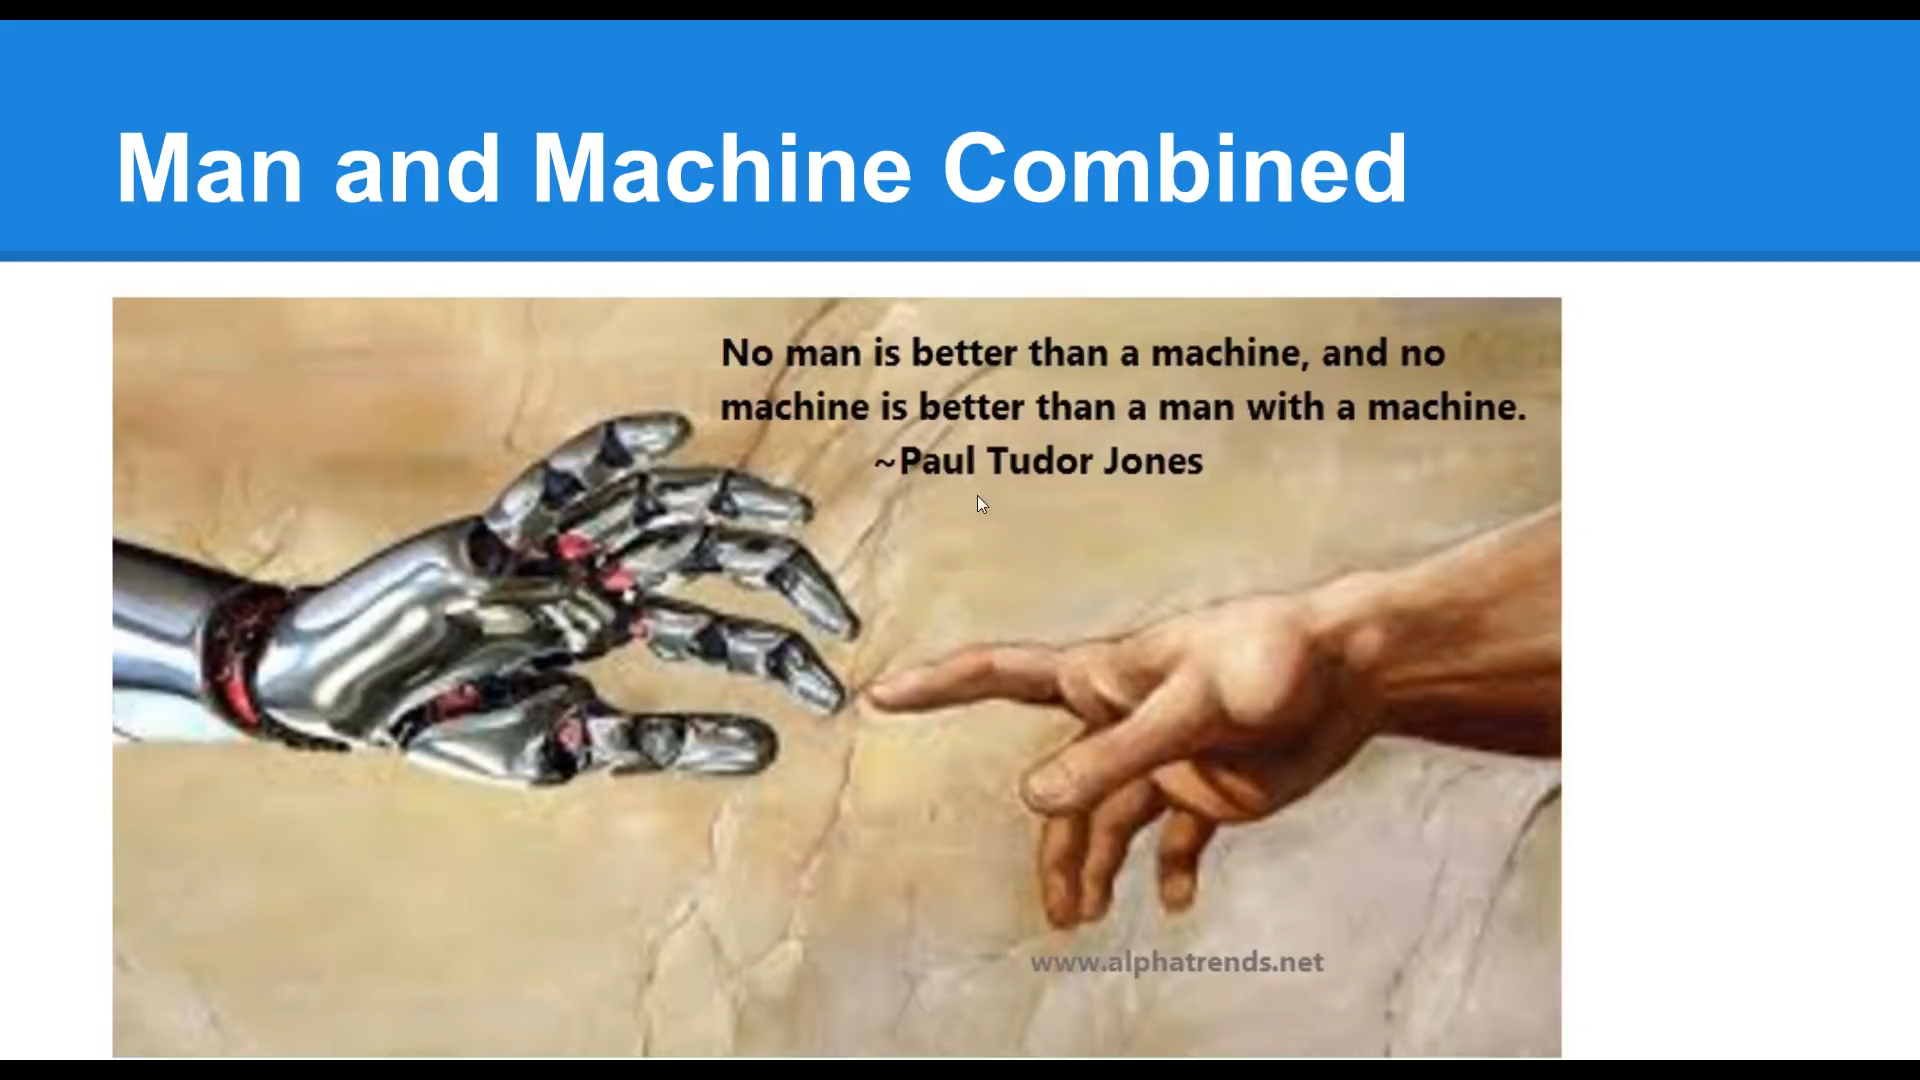 Man and Machine Combined
No man is better than a machine, and no
machine is better than a man with a machine.
~Paul Tudor Jones
www.alphatrends.net